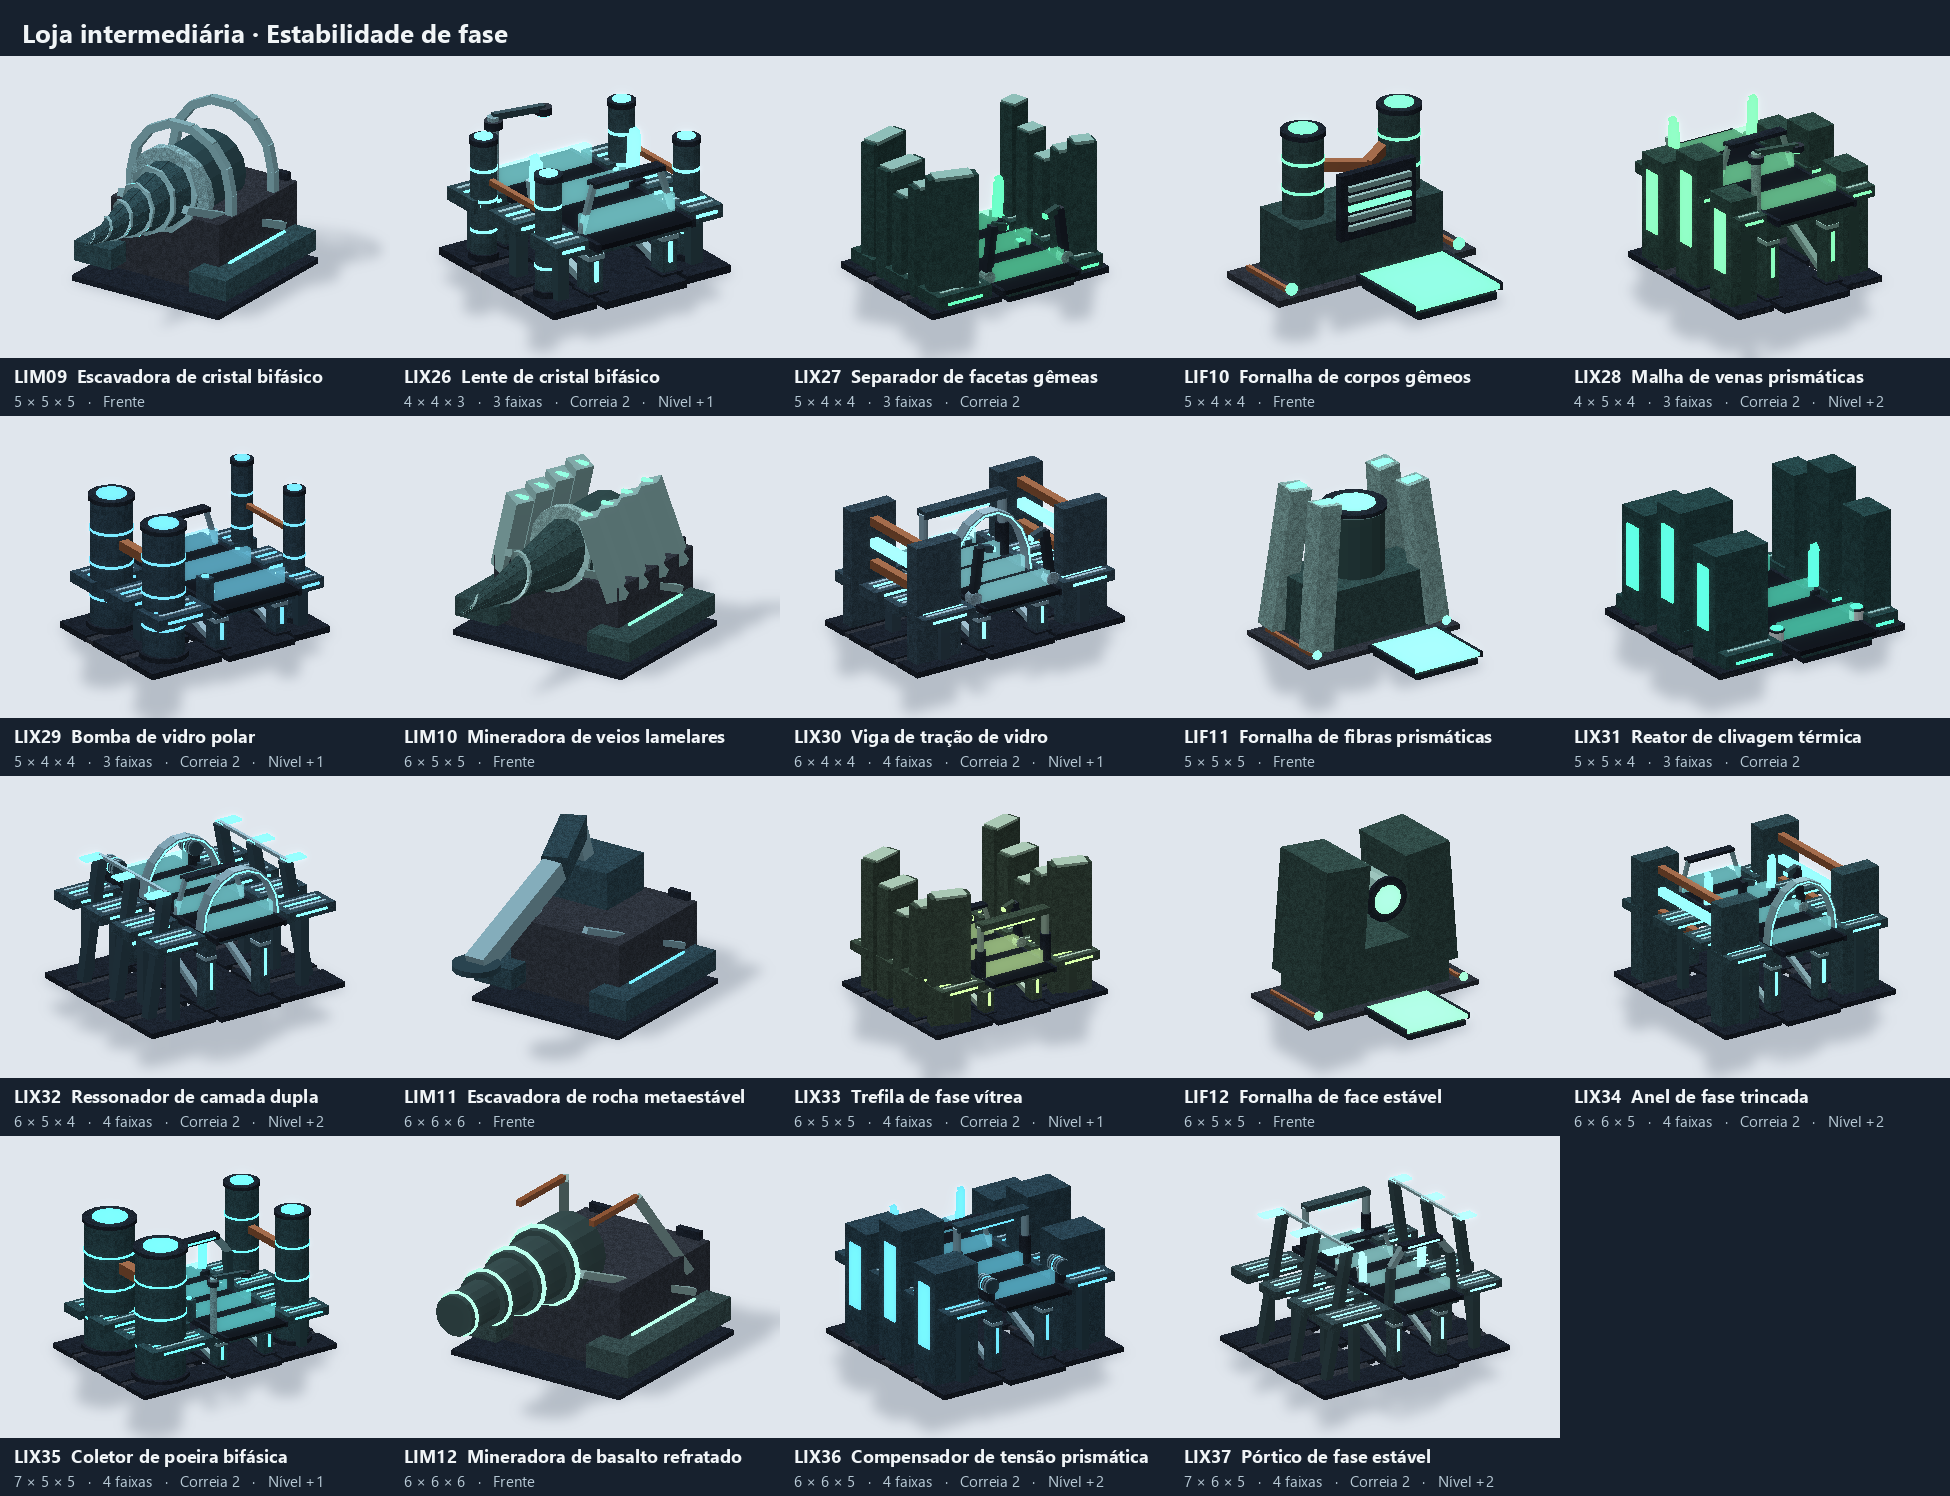 Loja intermediária · Estabilidade de fase
LIM09 Escavadora de cristal bifásico
5 × 5 × 5 · Frente
LIX26 Lente de cristal bifásico
4 × 4 × 3 · 3 faixas · Correia 2 · Nível +1
LIX27 Separador de facetas gêmeas
5 × 4 × 4 · 3 faixas · Correia 2
LIF10 Fornalha de corpos gêmeos
5 × 4 × 4 · Frente
LIX28 Malha de venas prismáticas
4 × 5 × 4 · 3 faixas · Correia 2 · Nível +2
LIX29 Bomba de vidro polar
5 × 4 × 4 · 3 faixas · Correia 2 · Nível +1
LIM10 Mineradora de veios lamelares
6 × 5 × 5 · Frente
LIX30 Viga de tração de vidro
6 × 4 × 4 · 4 faixas · Correia 2 · Nível +1
LIF11 Fornalha de fibras prismáticas
5 × 5 × 5 · Frente
LIX31 Reator de clivagem térmica
5 × 5 × 4 · 3 faixas · Correia 2
LIX32 Ressonador de camada dupla
6 × 5 × 4 · 4 faixas · Correia 2 · Nível +2
LIM11 Escavadora de rocha metaestável
6 × 6 × 6 · Frente
LIX33 Trefila de fase vítrea
6 × 5 × 5 · 4 faixas · Correia 2 · Nível +1
LIF12 Fornalha de face estável
6 × 5 × 5 · Frente
LIX34 Anel de fase trincada
6 × 6 × 5 · 4 faixas · Correia 2 · Nível +2
LIX35 Coletor de poeira bifásica
7 × 5 × 5 · 4 faixas · Correia 2 · Nível +1
LIM12 Mineradora de basalto refratado
6 × 6 × 6 · Frente
LIX36 Compensador de tensão prismática
6 × 6 × 5 · 4 faixas · Correia 2 · Nível +2
LIX37 Pórtico de fase estável
7 × 6 × 5 · 4 faixas · Correia 2 · Nível +2